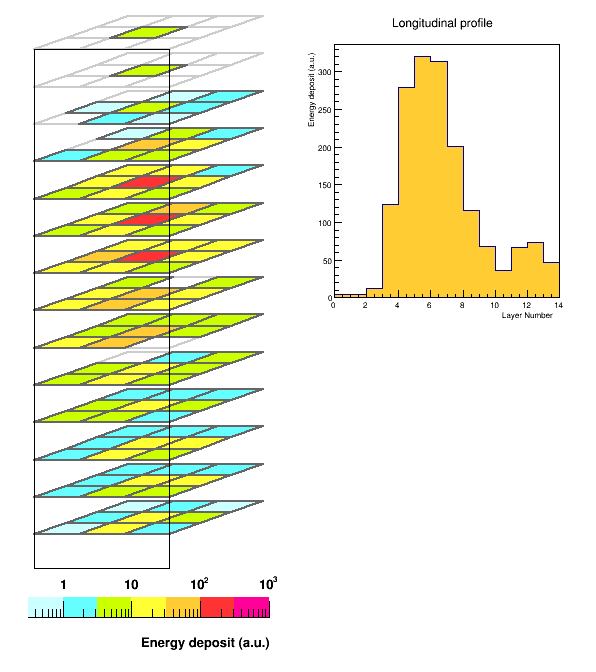 Longitudinal profile
Energy deposit (a.u.)
300
250
200
150
100
50
0
0 2 4 6 8 10 12 14
Layer Number
1 10 10² 10³
Energy deposit (a.u.)